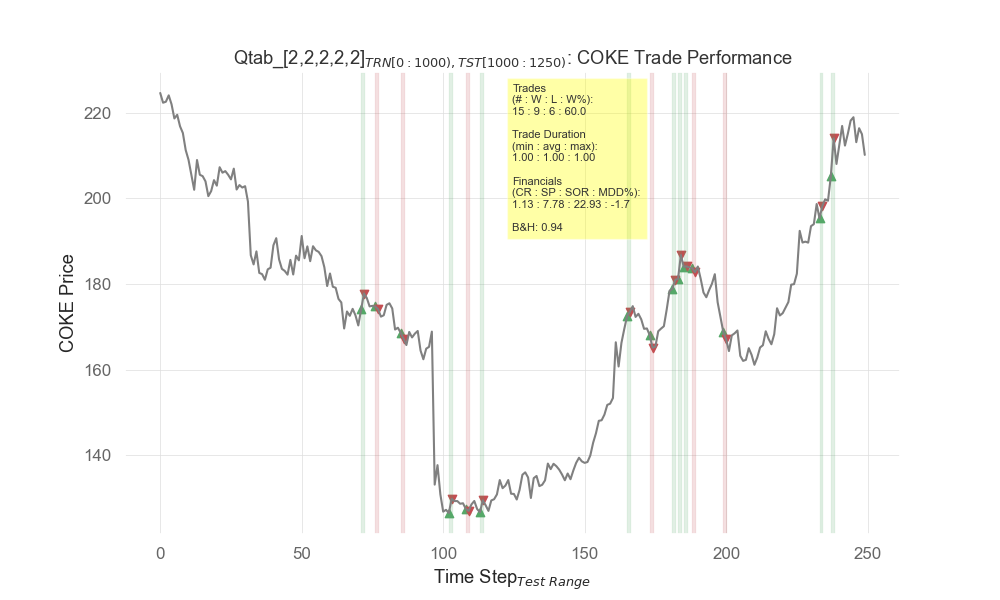 Qtab_[2,2,2,2,2]TRN[0 : 1000), TST[1000 : 1250): COKE Trade Performance
Trades
(# : W : L : W%):
15 : 9 : 6 : 60.0
Trade Duration
(min : avg : max):
1.00 : 1.00 : 1.00
Financials
(CR : SP : SOR : MDD%):
1.13 : 7.78 : 22.93 : -1.7
B&H: 0.94
COKE Price
220
200
180
160
140
0 50 100 150 200 250
Time StepTest Range